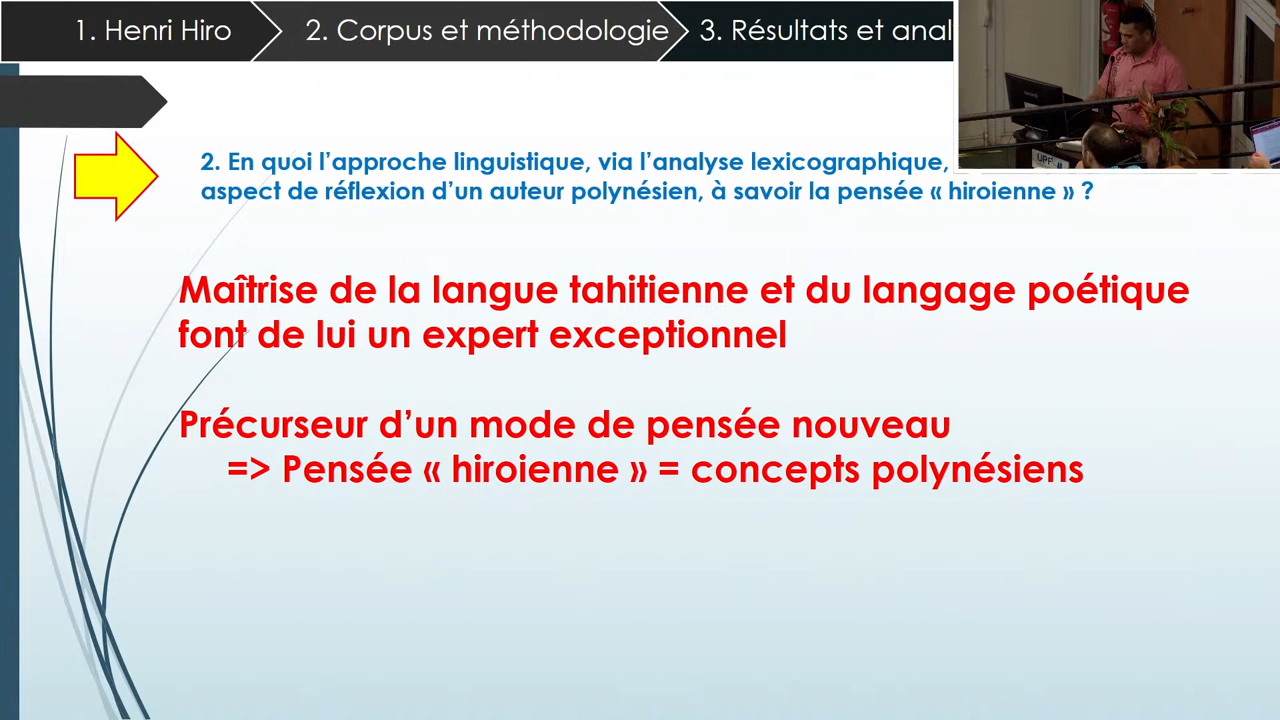 1. Henri Hiro
2. Corpus et méthodologie
3. Résultats et anal
2. En quoi l’approche linguistique, via l’analyse lexicographique,
aspect de réflexion d’un auteur polynésien, à savoir la pensée « hiroienne » ?
Maîtrise de la langue tahitienne et du langage poétique
font de lui un expert exceptionnel
Précurseur d’un mode de pensée nouveau
=> Pensée « hiroienne » = concepts polynésiens
UPF